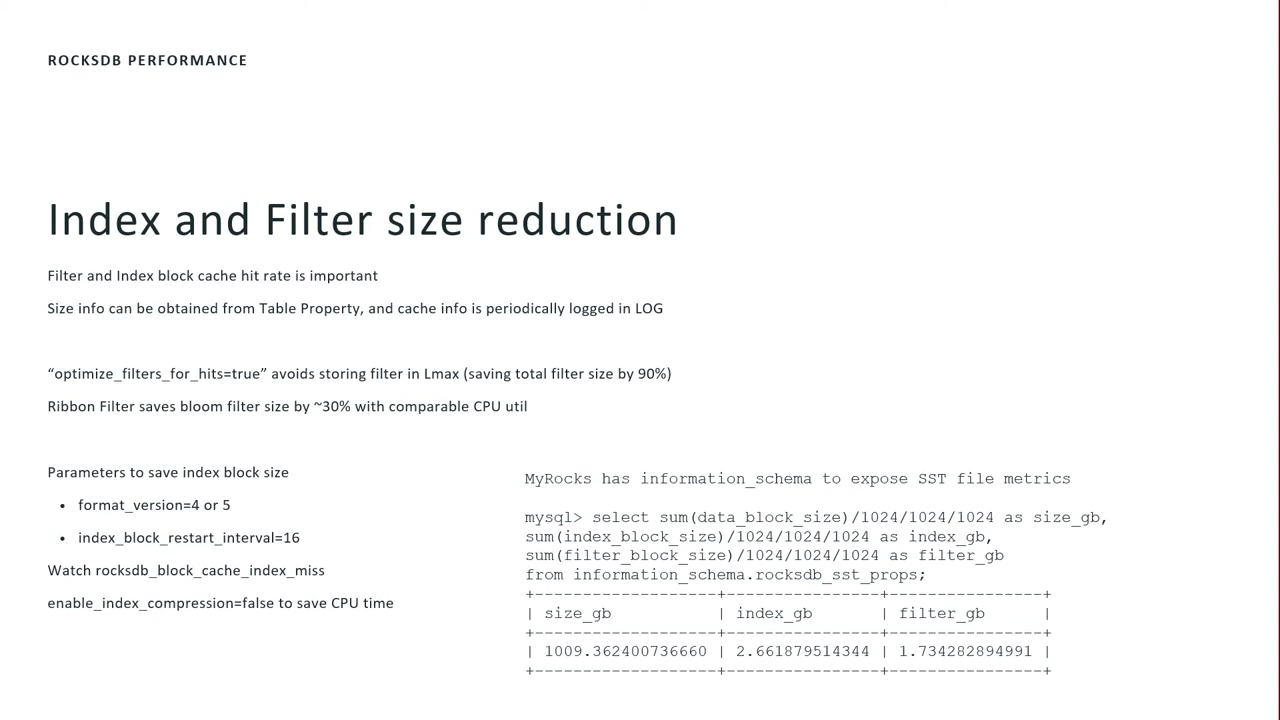 ROCKSDB PERFORMANCE
Index and Filter size reduction
Filter and Index block cache hit rate is important
Size info can be obtained from Table Property, and cache info is periodically logged in LOG
“optimize_filters_for_hits=true” avoids storing filter in Lmax (saving total filter size by 90%)
Ribbon Filter saves bloom filter size by ~30% with comparable CPU util
Parameters to save index block size
• format_version=4 or 5
• index_block_restart_interval=16
Watch rocksdb_block_cache_index_miss
enable_index_compression=false to save CPU time
MyRocks has information_schema to expose SST file metrics
mysql> select sum(data_block_size)/1024/1024/1024 as size_gb,
sum(index_block_size)/1024/1024/1024 as index_gb,
sum(filter_block_size)/1024/1024/1024 as filter_gb
from information_schema.rocksdb_sst_props;
+-------------------+----------------+----------------+
| size_gb | index_gb | filter_gb |
+-------------------+----------------+----------------+
| 1009.362400736660 | 2.661879514344 | 1.734282894991 |
+-------------------+----------------+----------------+